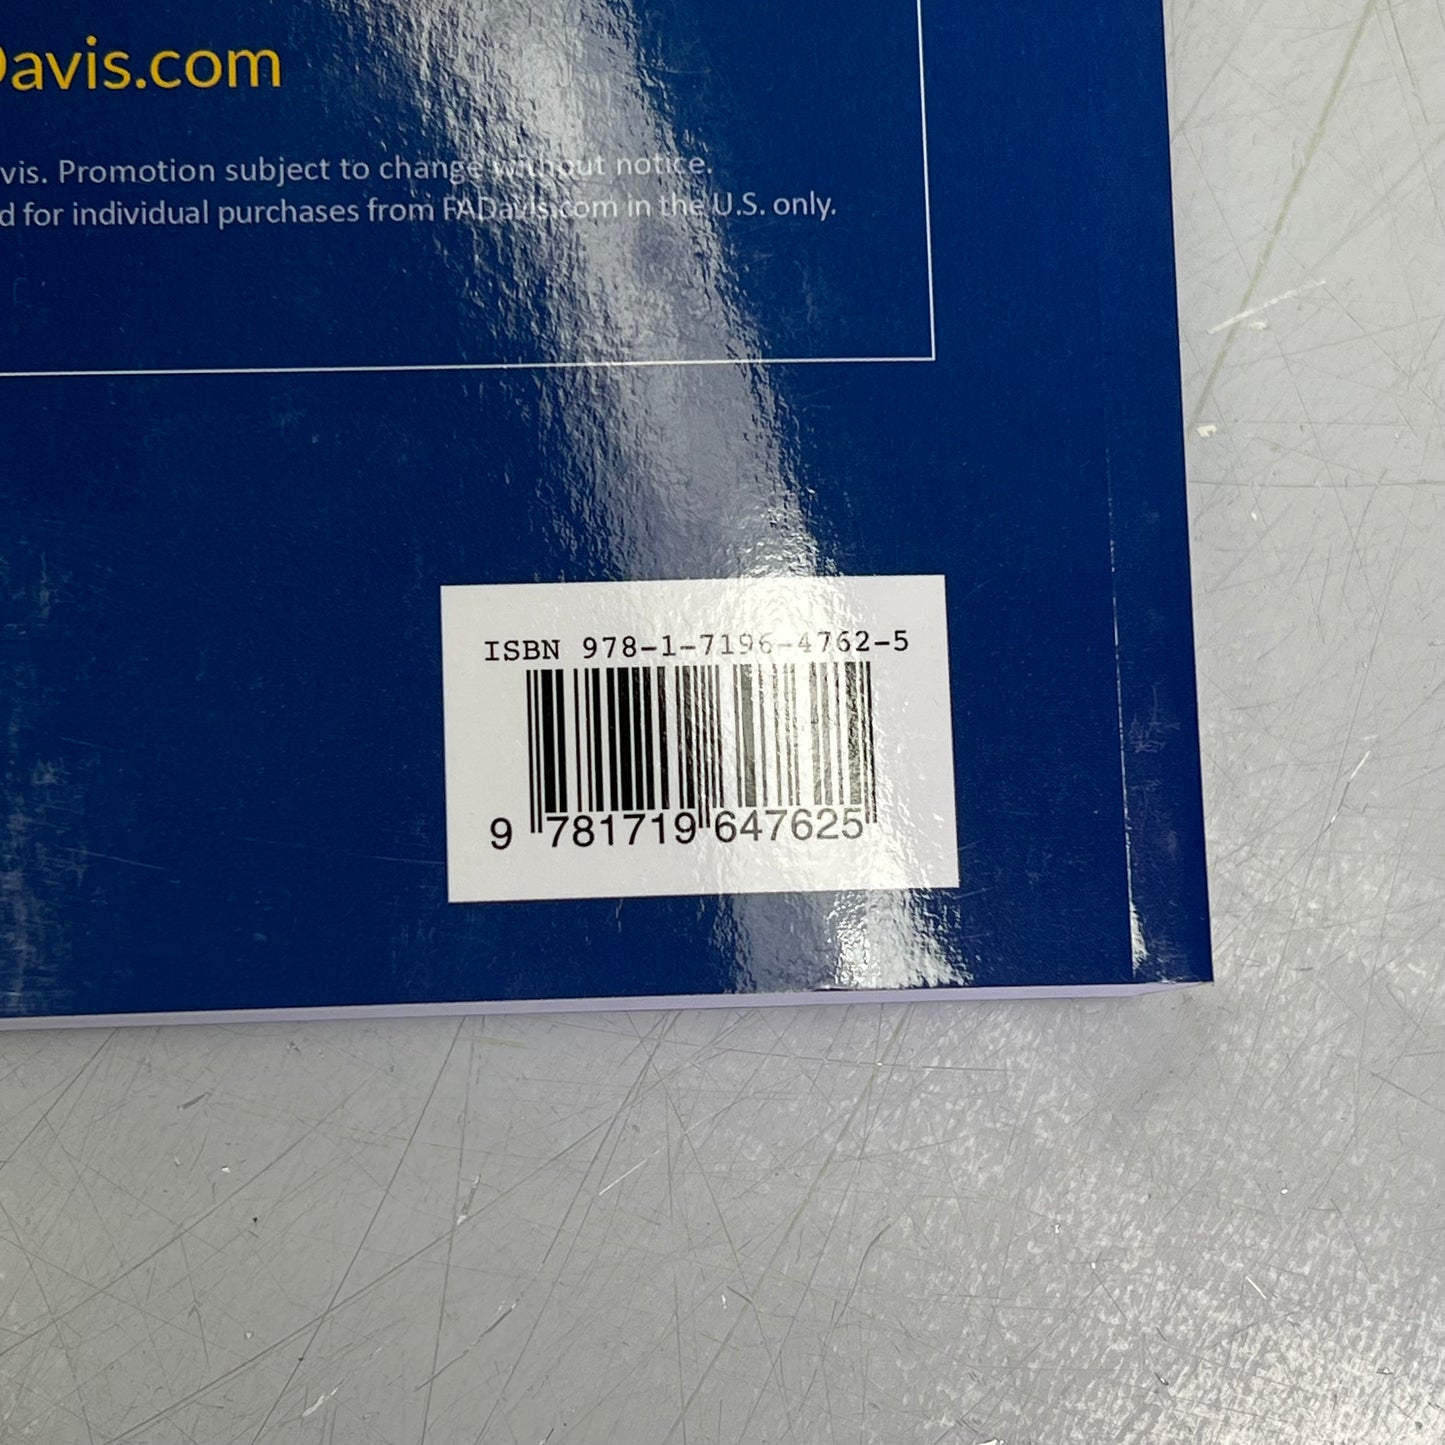 Davis.com
vis. Promotion subject to change without notice.
d for individual purchases from FADavis.com in the U.S. only.
ISBN 978-1-7196-4762-5
9 781719 647625